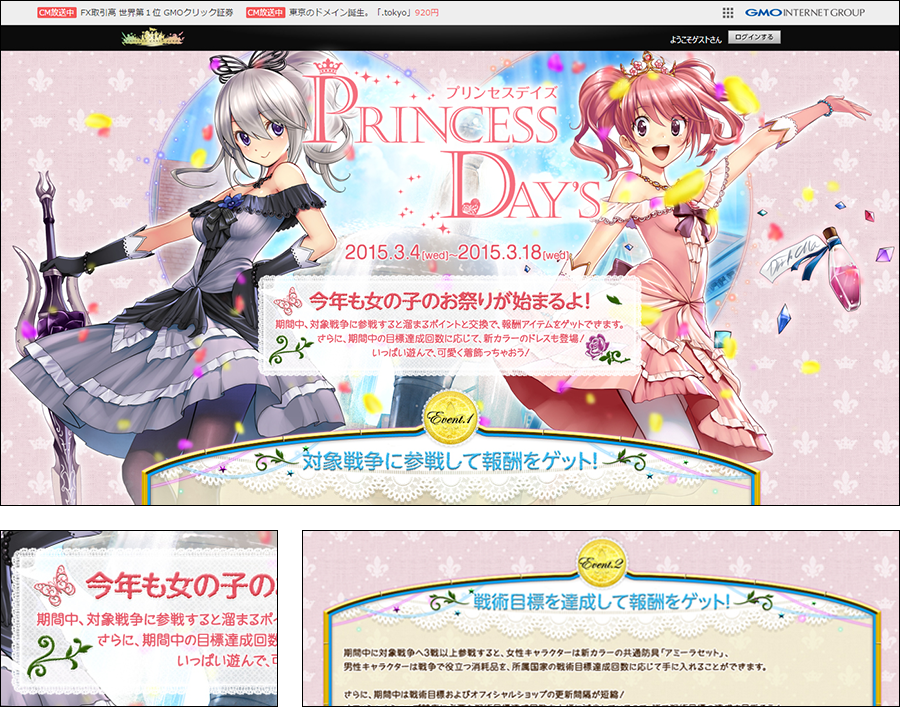 CM放送中 FX取引高 世界第1位 GMOクリック証券 CM放送中 東京のドメイン誕生。「.tokyo」920円
GMO INTERNET GROUP
ようこそゲストさん ログインする
プリンセスデイズ
PRINCESS
DAY'S
2015.3.4[wed]~2015.3.18[wed]
今年も女の子のお祭りが始まるよ!
期間中、対象戦争に参戦すると溜まるポイントと交換で、報酬アイテムをゲットできます。
さらに、期間中の目標達成回数に応じて、新カラーのドレスも登場!
いっぱい遊んで、可愛く着飾っちゃおう!
Event.1
対象戦争に参戦して報酬をゲット!
今年も女の子の
期間中、対象戦争に参戦すると溜まるポ
さらに、期間中の目標達成回数
いっぱい遊んで、可
Event.2
戦術目標を達成して報酬をゲット!
期間中に対象戦争へ3戦以上参戦すると、女性キャラクターは新カラーの共通防具「アミーラセット」、
男性キャラクターは戦争で役立つ消耗品を、所属国家の戦術目標達成回数に応じて手に入れることができます。
さらに、期間中は戦術目標およびオフィシャルショップの更新間隔が短縮!